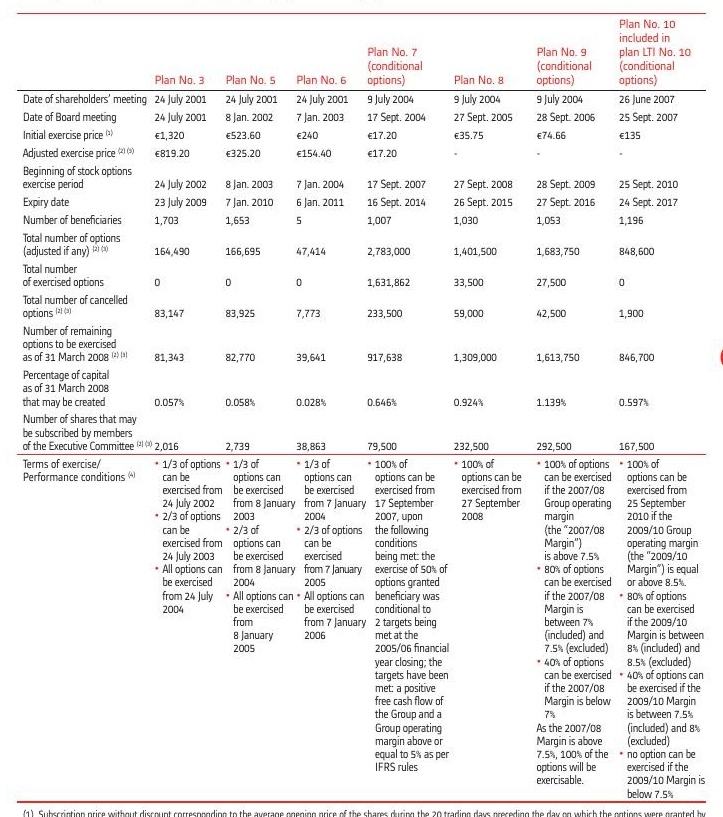 Plan No. 10
included in
Plan No. 7 Plan No. 9 plan LTI No. 10
(conditional (conditional (conditional
Plan No. 3 Plan No. 5 Plan No. 6 options) Plan No. 8 options) options)
Date of shareholders' meeting 24 July 2001 24 July 2001 24 July 2001 9 July 2004 9 July 2004 9 July 2004 26 June 2007
Date of Board meeting 24 July 2001 8 Jan. 2002 7 Jan. 2003 17 Sept. 2004 27 Sept. 2005 28 Sept. 2006 25 Sept. 2007
Initial exercise price (1) €1,320 €523.60 €240 €17.20 €35.75 €74.66 €135
Adjusted exercise price (2) (3) €819.20 €325.20 €154.40 €17.20 - - -
Beginning of stock options
exercise period 24 July 2002 8 Jan. 2003 7 Jan. 2004 17 Sept. 2007 27 Sept. 2008 28 Sept. 2009 25 Sept. 2010
Expiry date 23 July 2009 7 Jan. 2010 6 Jan. 2011 16 Sept. 2014 26 Sept. 2015 27 Sept. 2016 24 Sept. 2017
Number of beneficiaries 1,703 1,653 5 1,007 1,030 1,053 1,196
Total number of options
(adjusted if any) (2) (3) 164,490 166,695 47,414 2,783,000 1,401,500 1,683,750 848,600
Total number
of exercised options 0 0 0 1,631,862 33,500 27,500 0
Total number of cancelled
options (2) (3) 83,147 83,925 7,773 233,500 59,000 42,500 1,900
Number of remaining
options to be exercised
as of 31 March 2008 (2) (3) 81,343 82,770 39,641 917,638 1,309,000 1,613,750 846,700
Percentage of capital
as of 31 March 2008
that may be created 0.057% 0.058% 0.028% 0.646% 0.924% 1.139% 0.597%
Number of shares that may
be subscribed by members
of the Executive Committee (2) (3) 2,016 2,739 38,863 79,500 232,500 292,500 167,500
Terms of exercise/
Performance conditions (4)
• 1/3 of options
can be
exercised from
24 July 2002
• 2/3 of options
can be
exercised from
24 July 2003
• All options can
be exercised
from 24 July
2004
• 1/3 of
options can
be exercised
from 8 January
2003
• 2/3 of
options can
be exercised
from 8 January
2004
• All options can
be exercised
from
8 January
2005
• 1/3 of
options can
be exercised
from 7 January
2004
• 2/3 of options
can be
exercised
from 7 January
2005
• All options can
be exercised
from 7 January
2006
• 100% of
options can be
exercised from
17 September
2007, upon
the following
conditions
being met: the
exercise of 50% of
options granted
beneficiary was
conditional to
2 targets being
met at the
2005/06 financial
year closing; the
targets have been
met: a positive
free cash flow of
the Group and a
Group operating
margin above or
equal to 5% as per
IFRS rules
• 100% of
options can be
exercised from
27 September
2008
• 100% of options
can be exercised
if the 2007/08
Group operating
margin
(the "2007/08
Margin")
is above 7.5%
• 80% of options
can be exercised
if the 2007/08
Margin is
between 7%
(included) and
7.5% (excluded)
• 40% of options
can be exercised
if the 2007/08
Margin is below
7%
As the 2007/08
Margin is above
7.5%, 100% of the
options will be
exercisable.
• 100% of
options can be
exercised from
25 September
2010 if the
2009/10 Group
operating margin
(the "2009/10
Margin") is equal
or above 8.5%.
• 80% of options
can be exercised
if the 2009/10
Margin is between
8% (included) and
8.5% (excluded)
• 40% of options can
be exercised if the
2009/10 Margin
is between 7.5%
(included) and 8%
(excluded)
• no option can be
exercised if the
2009/10 Margin is
below 7.5%
(1) Subscription price without discount corresponding to the average opening price of the shares during the 20 trading days preceding the day on which the options were granted by